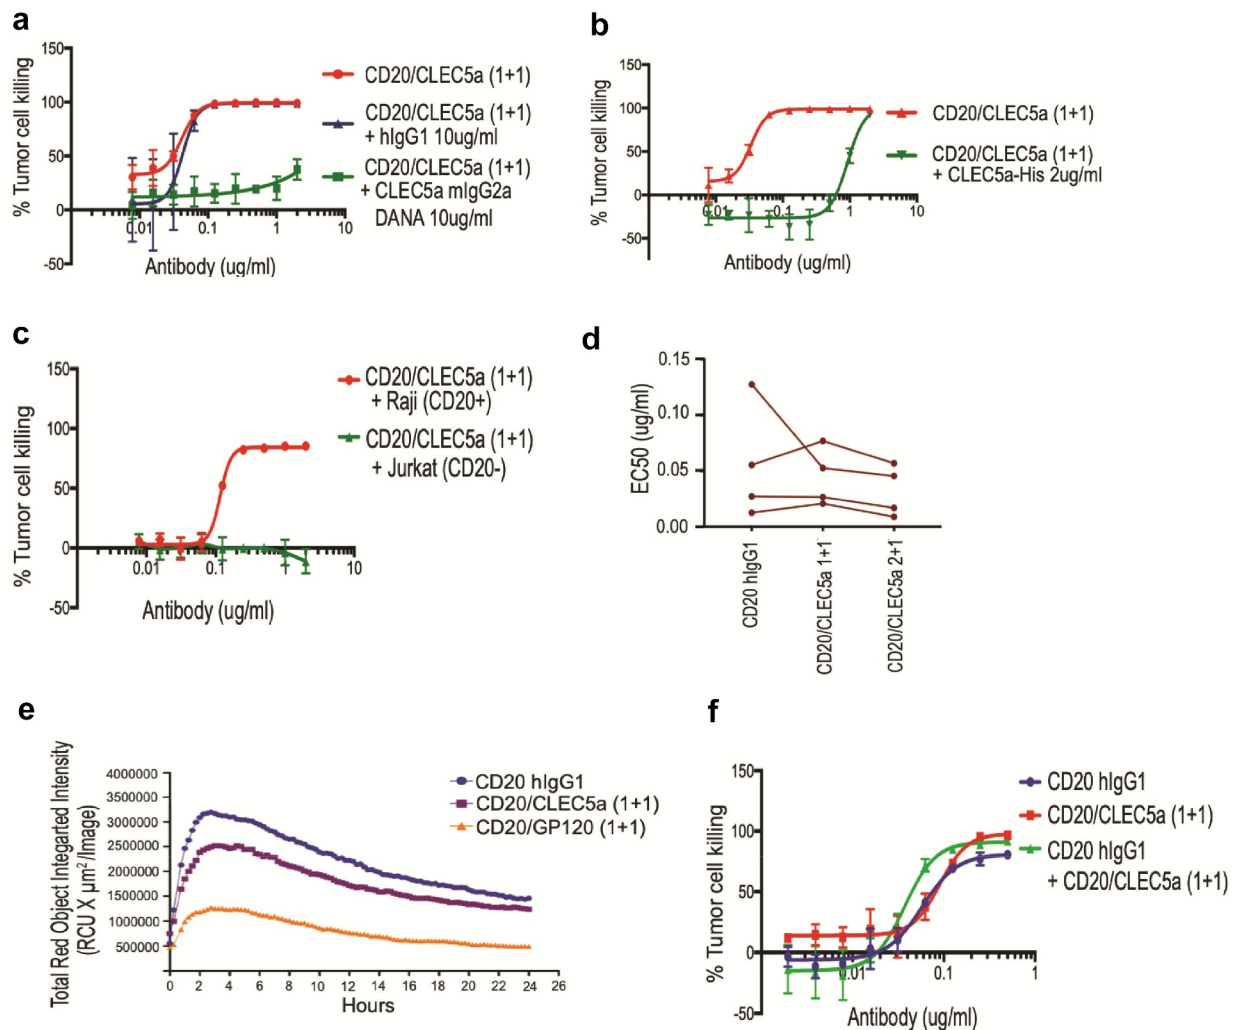 a
150
100
50
0
-50
% Tumor cell killing
0.01
0.1
1
10
Antibody (ug/ml)
CD20/CLEC5a (1+1)
CD20/CLEC5a (1+1)
+ hIgG1 10ug/ml
CD20/CLEC5a (1+1)
+ CLEC5a mIgG2a
DANA 10ug/ml
b
150
100
50
0
-50
% Tumor cell killing
0.01
0.1
1
10
Antibody (ug/ml)
CD20/CLEC5a (1+1)
CD20/CLEC5a (1+1)
+ CLEC5a-His 2ug/ml
c
150
100
50
0
-50
% Tumor cell killing
0.01
0.1
1
10
Antibody (ug/ml)
CD20/CLEC5a (1+1)
+ Raji (CD20+)
CD20/CLEC5a (1+1)
+ Jurkat (CD20-)
d
0.15
0.10
0.05
0.00
EC50 (ug/ml)
CD20 hIgG1
CD20/CLEC5a 1+1
CD20/CLEC5a 2+1
e
Total Red Object Integarted Intensity
(RCU X µm²/Image)
4000000
3500000
3000000
2500000
2000000
1500000
1000000
500000
0 2 4 6 8 10 12 14 16 18 20 22 24 26
Hours
CD20 hIgG1
CD20/CLEC5a (1+1)
CD20/GP120 (1+1)
f
150
100
50
0
-50
% Tumor cell killing
0.01
0.1
1
Antibody (ug/ml)
CD20 hIgG1
CD20/CLEC5a (1+1)
CD20 hIgG1
+ CD20/CLEC5a (1+1)